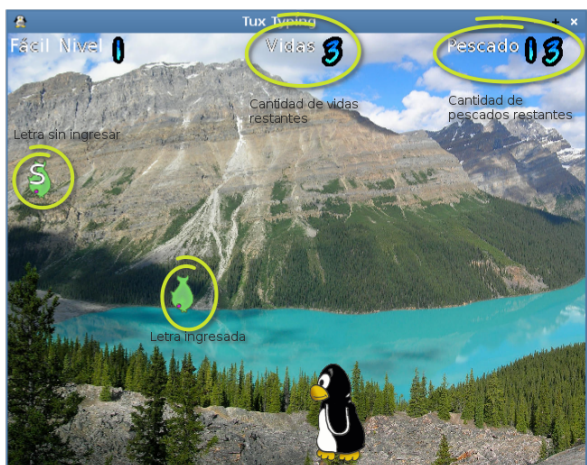 Tux Typing
Fácil Nivel 1 Vidas 3 Pescado 13
Cantidad de vidas
restantes
Cantidad de
pescados restantes
Letra sin ingresar
S
Letra ingresada